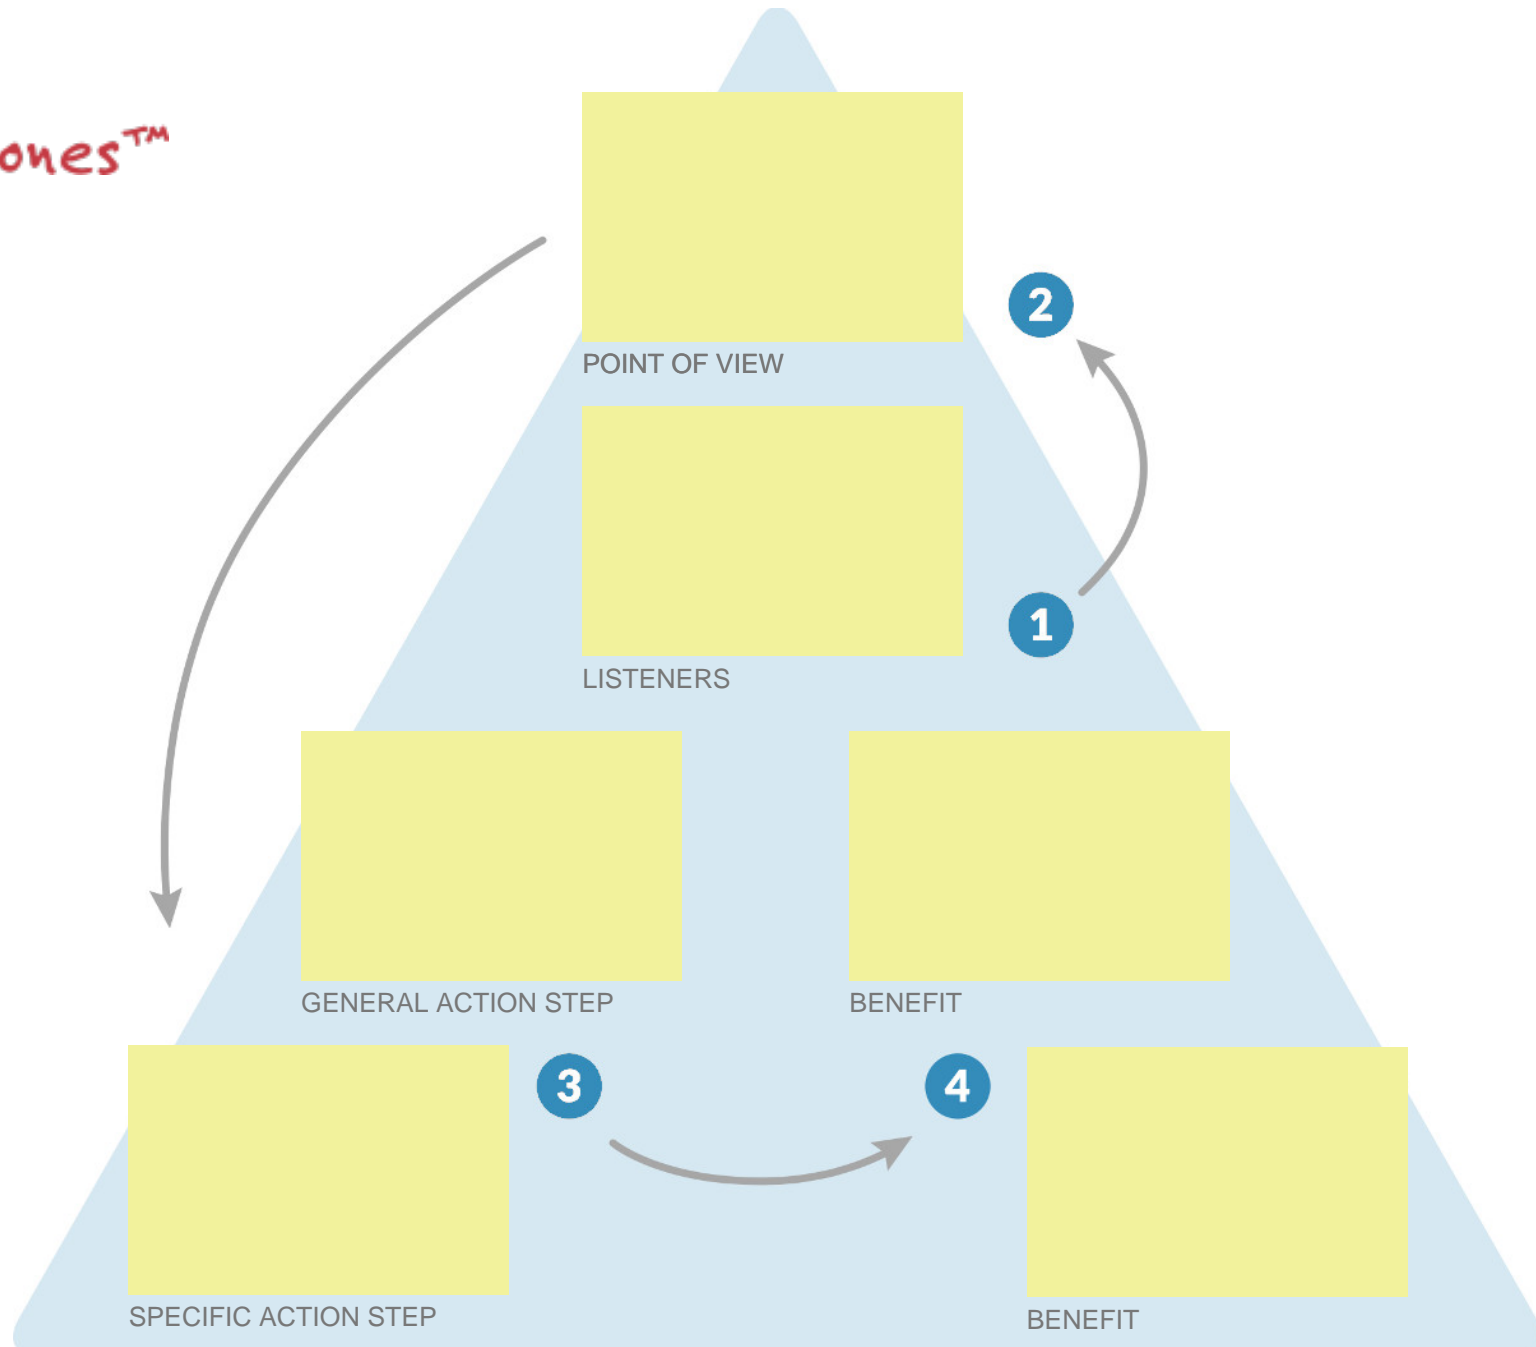 ones™
2
POINT OF VIEW
1
LISTENERS
GENERAL ACTION STEP
BENEFIT
3
4
SPECIFIC ACTION STEP
BENEFIT